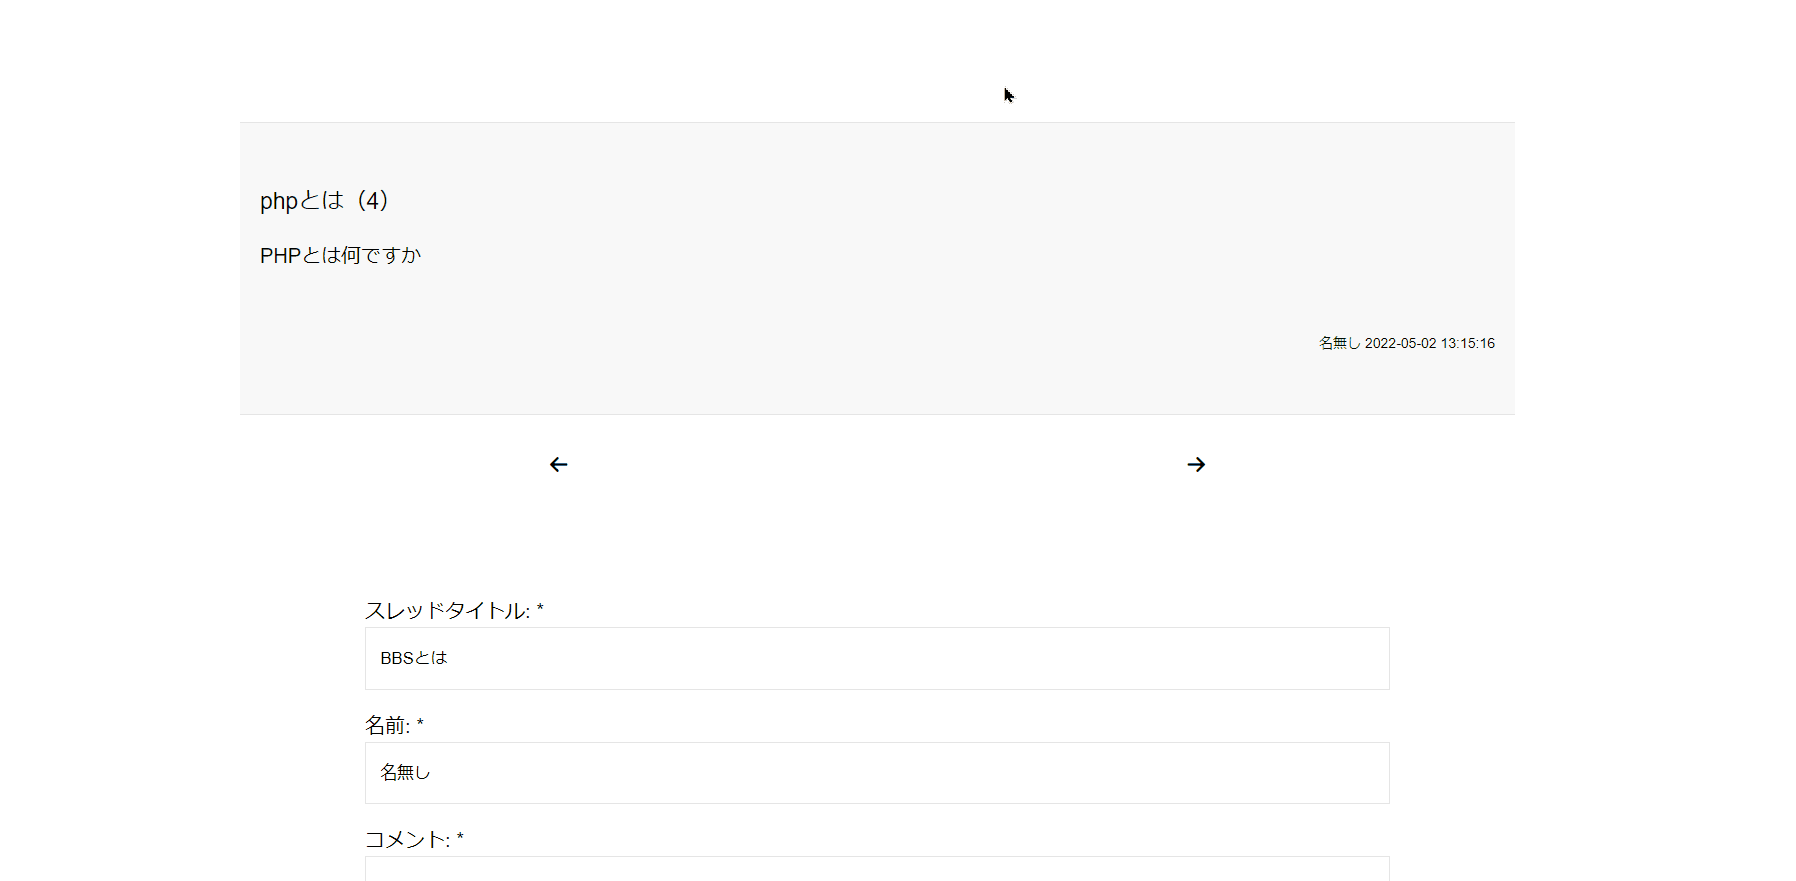 phpとは（4）
PHPとは何ですか
名無し 2022-05-02 13:15:16
← →
スレッドタイトル: *
BBSとは
名前: *
名無し
コメント: *